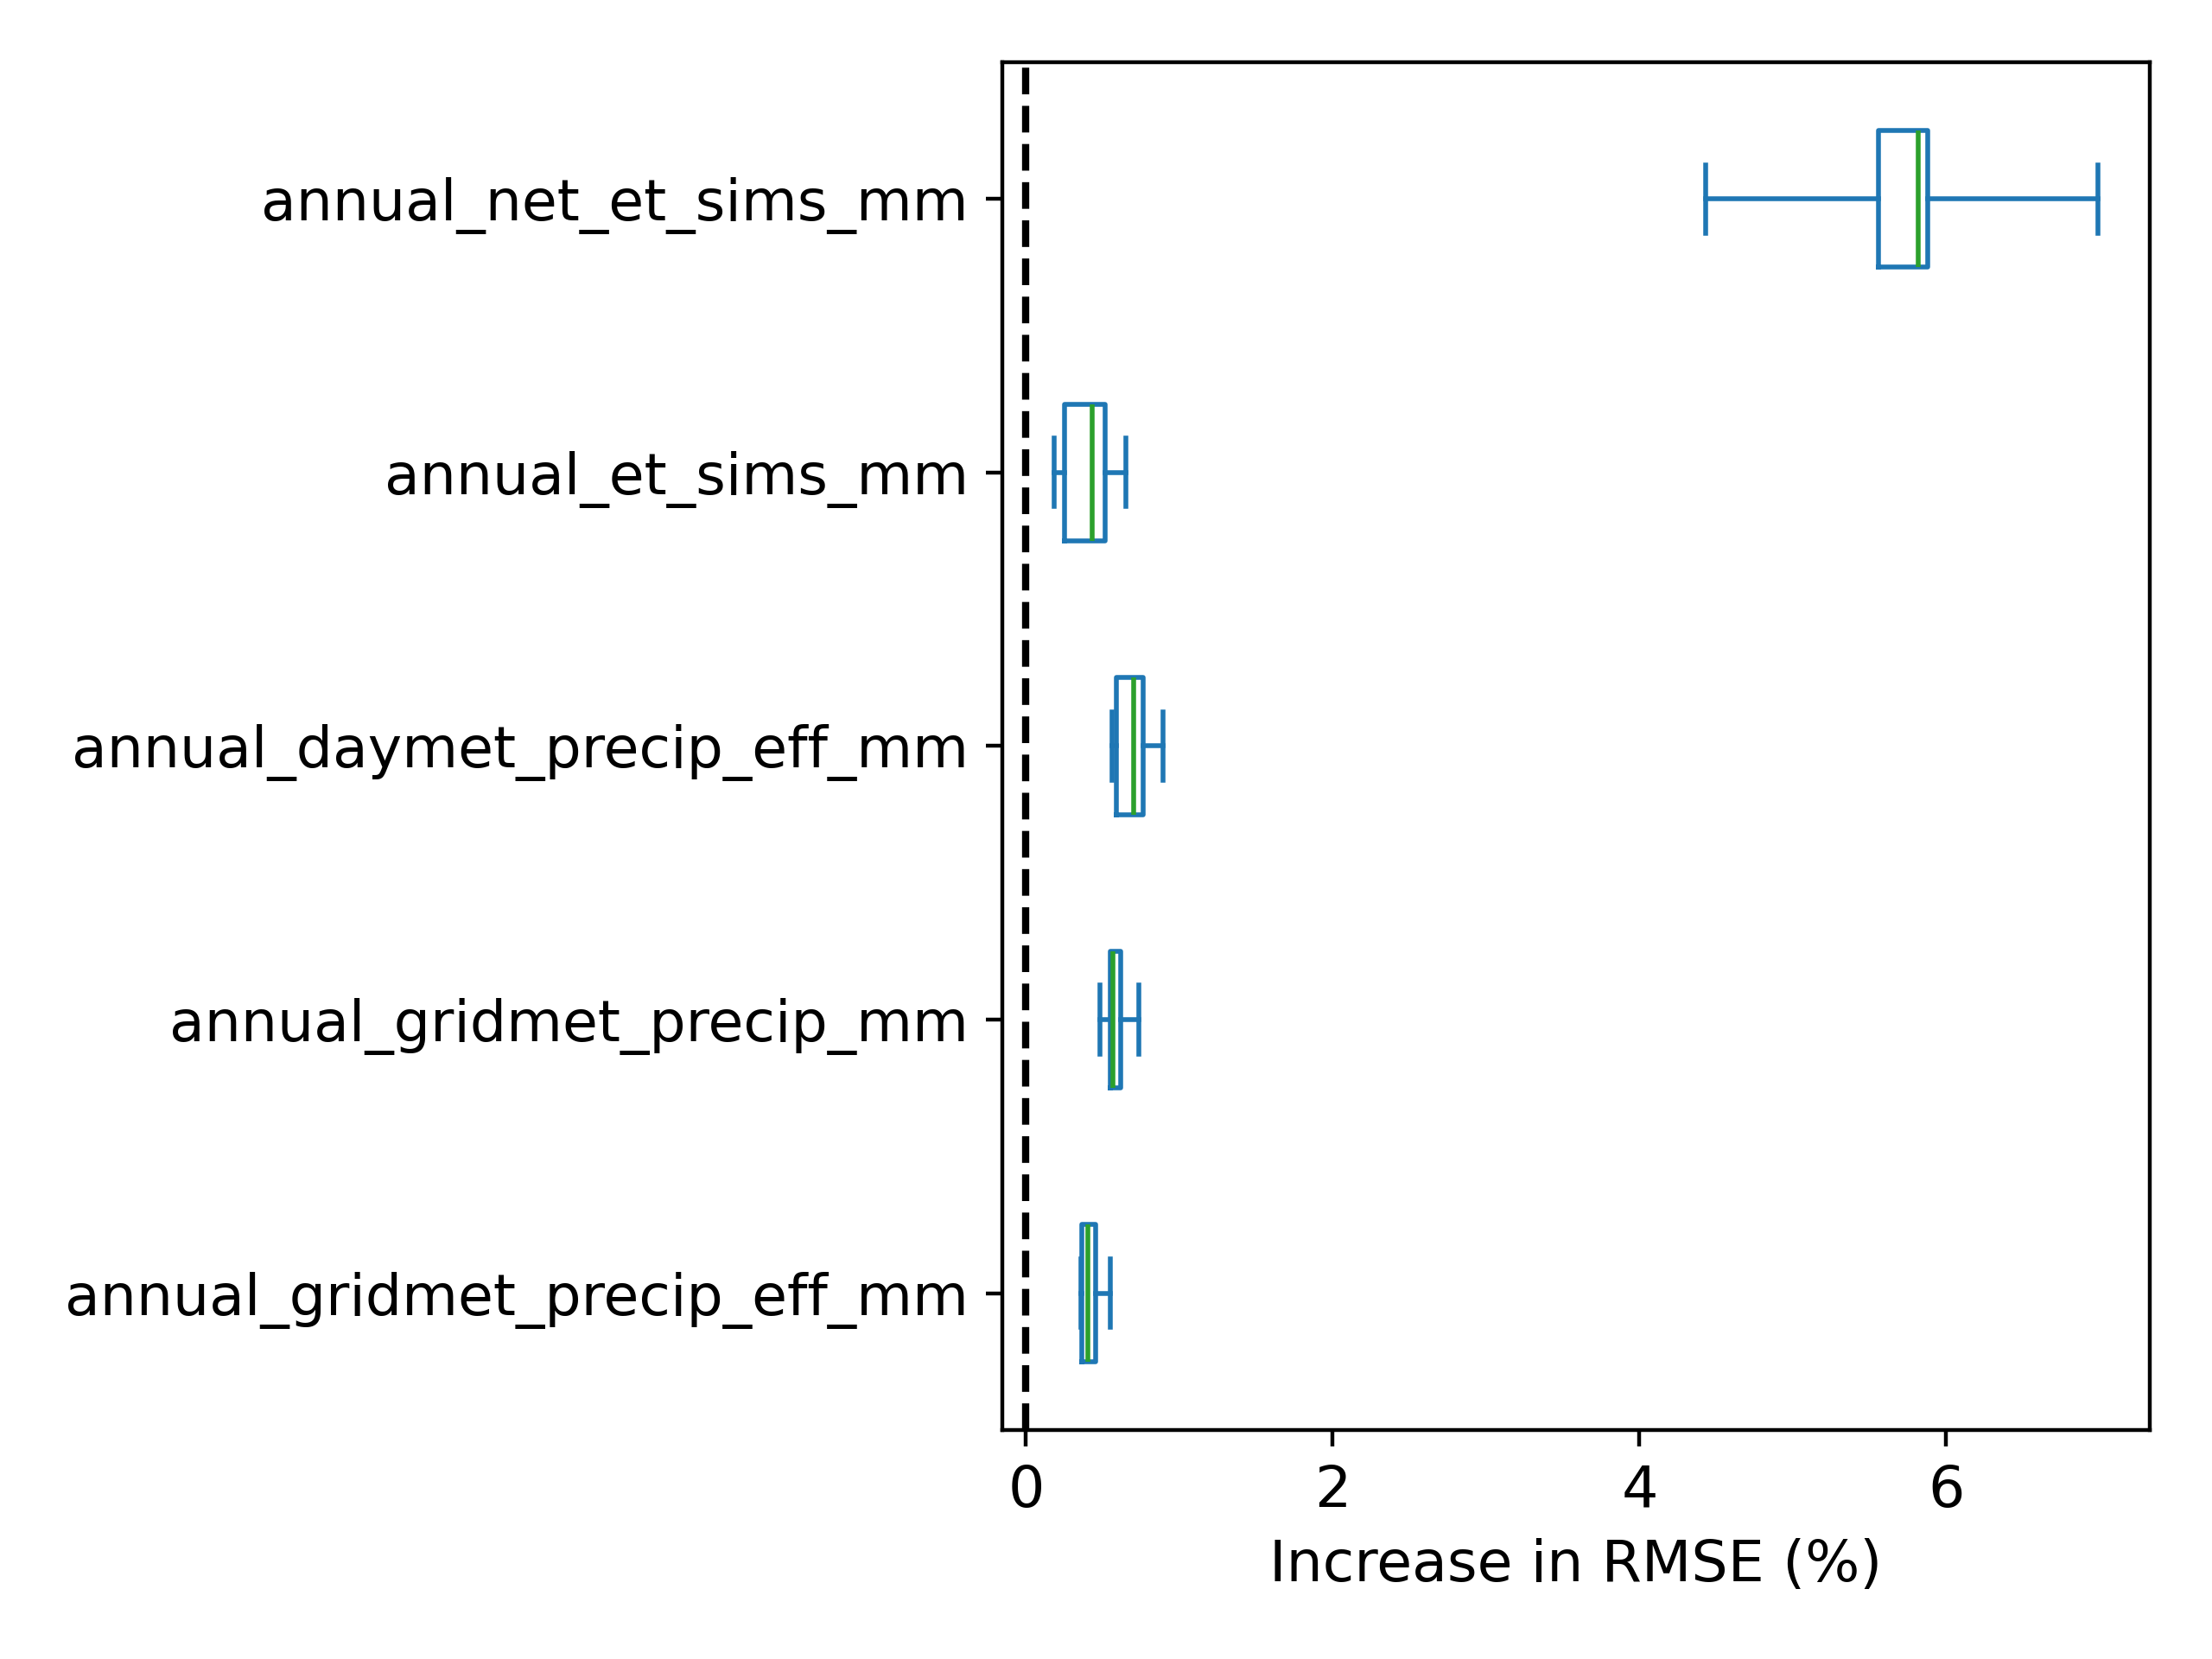 annual_net_et_sims_mm
annual_et_sims_mm
annual_daymet_precip_eff_mm
annual_gridmet_precip_mm
annual_gridmet_precip_eff_mm
0 2 4 6
Increase in RMSE (%)